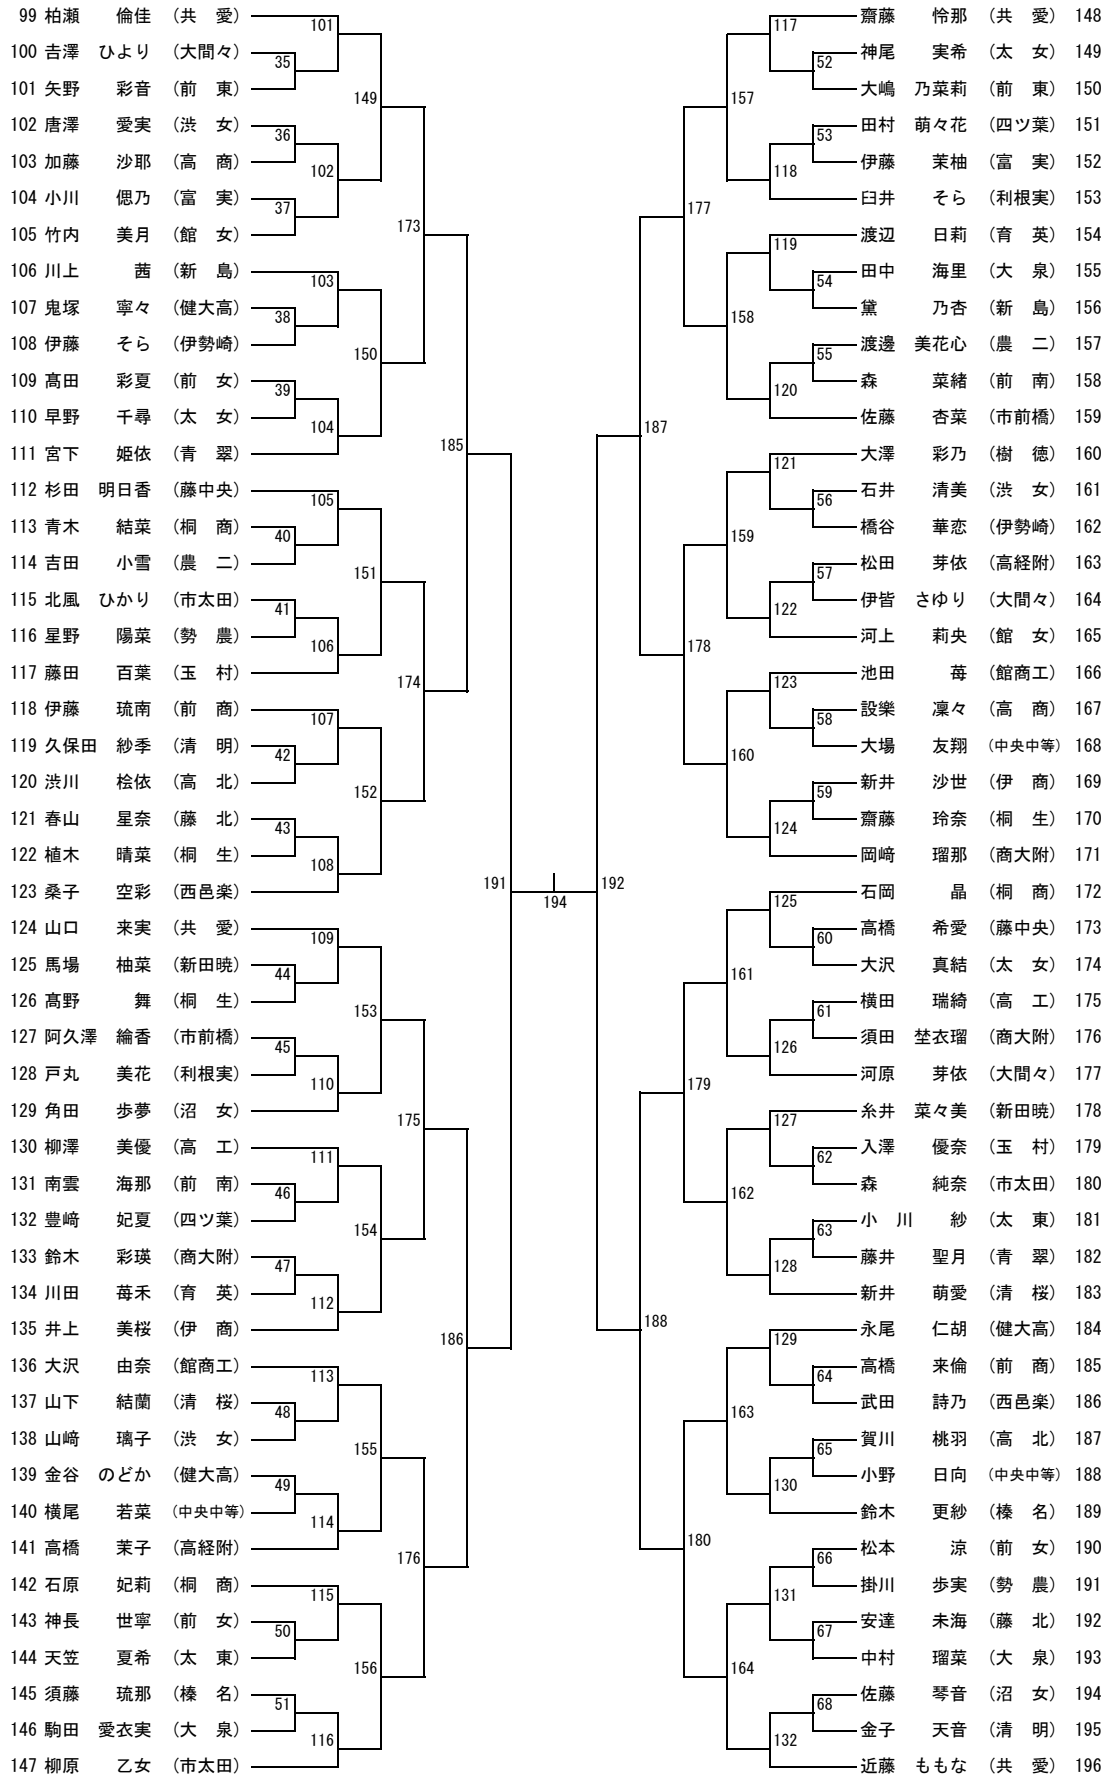 99 柏瀬 倫佳 （共 愛）
100 吉澤 ひより （大間々）
101 矢野 彩音 （前 東）
102 唐澤 愛実 （渋 女）
103 加藤 沙耶 （高 商）
104 小川 偲乃 （富 実）
105 竹内 美月 （館 女）
106 川上 茜 （新 島）
107 鬼塚 寧々 （健大高）
108 伊藤 そら （伊勢崎）
109 髙田 彩夏 （前 女）
110 早野 千尋 （太 女）
111 宮下 姫依 （青 翠）
112 杉田 明日香 （藤中央）
113 青木 結菜 （桐 商）
114 吉田 小雪 （農 二）
115 北風 ひかり （市太田）
116 星野 陽菜 （勢 農）
117 藤田 百葉 （玉 村）
118 伊藤 琉南 （前 商）
119 久保田 紗季 （清 明）
120 渋川 桧依 （高 北）
121 春山 星奈 （藤 北）
122 植木 晴菜 （桐 生）
123 桑子 空彩 （西邑楽）
124 山口 来実 （共 愛）
125 馬場 柚菜 （新田暁）
126 髙野 舞 （桐 生）
127 阿久澤 綸香 （市前橋）
128 戸丸 美花 （利根実）
129 角田 歩夢 （沼 女）
130 柳澤 美優 （高 工）
131 南雲 海那 （前 南）
132 豊﨑 妃夏 （四ツ葉）
133 鈴木 彩瑛 （商大附）
134 川田 苺禾 （育 英）
135 井上 美桜 （伊 商）
136 大沢 由奈 （館商工）
137 山下 結蘭 （清 桜）
138 山﨑 璃子 （渋 女）
139 金谷 のどか （健大高）
140 横尾 若菜 （中央中等）
141 高橋 茉子 （高経附）
142 石原 妃莉 （桐 商）
143 神長 世寧 （前 女）
144 天笠 夏希 （太 東）
145 須藤 琉那 （榛 名）
146 駒田 愛衣実 （大 泉）
147 柳原 乙女 （市太田）
35
36
37
38
39
40
41
42
43
44
45
46
47
48
49
50
51
101
102
103
104
105
106
107
108
109
110
111
112
113
114
115
116
149
150
151
152
153
154
155
156
173
174
175
176
185
186
191
194
192
187
188
177
178
179
180
157
158
159
160
161
162
163
164
117
118
119
120
121
122
123
124
125
126
127
128
129
130
131
132
52
53
54
55
56
57
58
59
60
61
62
63
64
65
66
67
68
齋藤 怜那 （共 愛） 148
神尾 実希 （太 女） 149
大嶋 乃菜莉 （前 東） 150
田村 萌々花 （四ツ葉） 151
伊藤 茉柚 （富 実） 152
臼井 そら （利根実） 153
渡辺 日莉 （育 英） 154
田中 海里 （大 泉） 155
黛 乃杏 （新 島） 156
渡邊 美花心 （農 二） 157
森 菜緒 （前 南） 158
佐藤 杏菜 （市前橋） 159
大澤 彩乃 （樹 徳） 160
石井 清美 （渋 女） 161
橋谷 華恋 （伊勢崎） 162
松田 芽依 （高経附） 163
伊皆 さゆり （大間々） 164
河上 莉央 （館 女） 165
池田 苺 （館商工） 166
設樂 凜々 （高 商） 167
大場 友翔 （中央中等） 168
新井 沙世 （伊 商） 169
齋藤 玲奈 （桐 生） 170
岡﨑 瑠那 （商大附） 171
石岡 晶 （桐 商） 172
高橋 希愛 （藤中央） 173
大沢 真結 （太 女） 174
横田 瑞綺 （高 工） 175
須田 埜衣瑠 （商大附） 176
河原 芽依 （大間々） 177
糸井 菜々美 （新田暁） 178
入澤 優奈 （玉 村） 179
森 純奈 （市太田） 180
小川 紗 （太 東） 181
藤井 聖月 （青 翠） 182
新井 萌愛 （清 桜） 183
永尾 仁胡 （健大高） 184
高橋 来倫 （前 商） 185
武田 詩乃 （西邑楽） 186
賀川 桃羽 （高 北） 187
小野 日向 （中央中等） 188
鈴木 更紗 （榛 名） 189
松本 涼 （前 女） 190
掛川 歩実 （勢 農） 191
安達 未海 （藤 北） 192
中村 瑠菜 （大 泉） 193
佐藤 琴音 （沼 女） 194
金子 天音 （清 明） 195
近藤 ももな （共 愛） 196